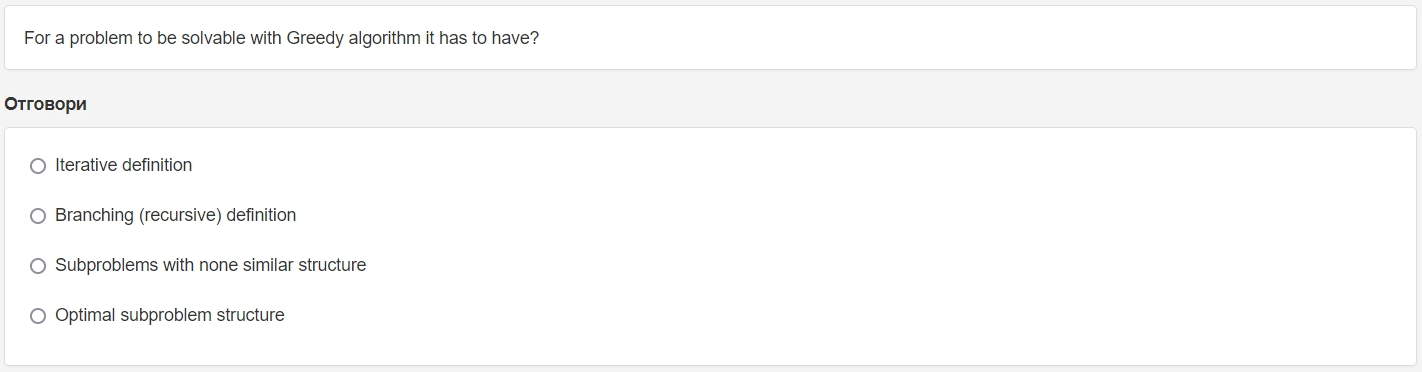 For a problem to be solvable with Greedy algorithm it has to have?
Отговори
Iterative definition
Branching (recursive) definition
Subproblems with none similar structure
Optimal subproblem structure